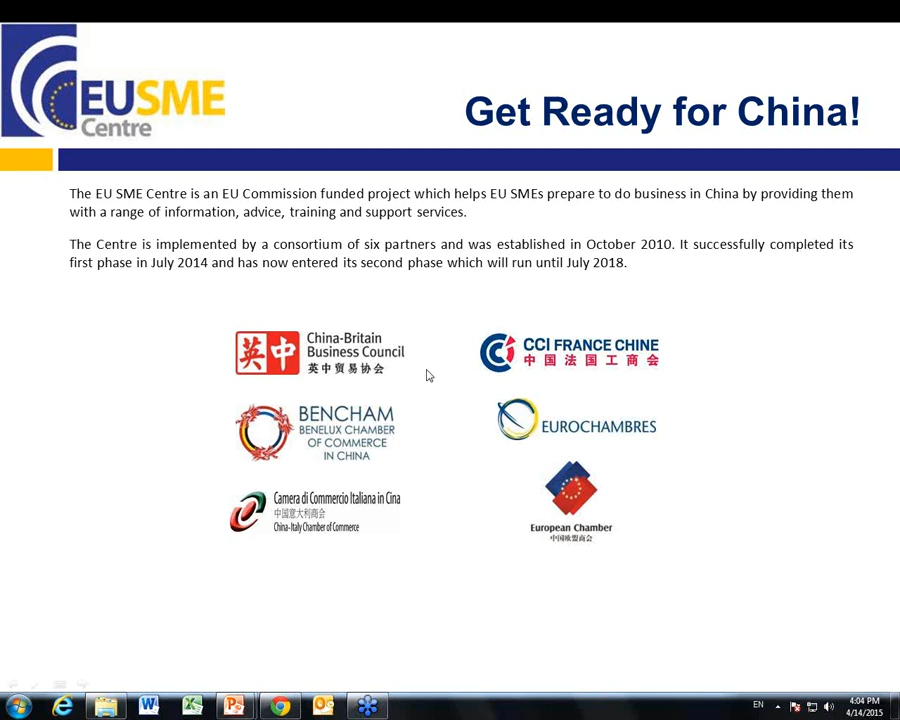 EUSME
Centre
Get Ready for China!
The EU SME Centre is an EU Commission funded project which helps EU SMEs prepare to do business in China by providing them
with a range of information, advice, training and support services.
The Centre is implemented by a consortium of six partners and was established in October 2010. It successfully completed its
first phase in July 2014 and has now entered its second phase which will run until July 2018.
英中
China-Britain
Business Council
英中贸易协会
CCI FRANCE CHINE
中国法国工商会
BENCHAM
BENELUX CHAMBER
OF COMMERCE
IN CHINA
EUROCHAMBRES
Camera di Commercio Italiana in Cina
中国意大利商会
China-Italy Chamber of Commerce
European Chamber
中国欧盟商会
EN
4:04 PM
4/14/2015